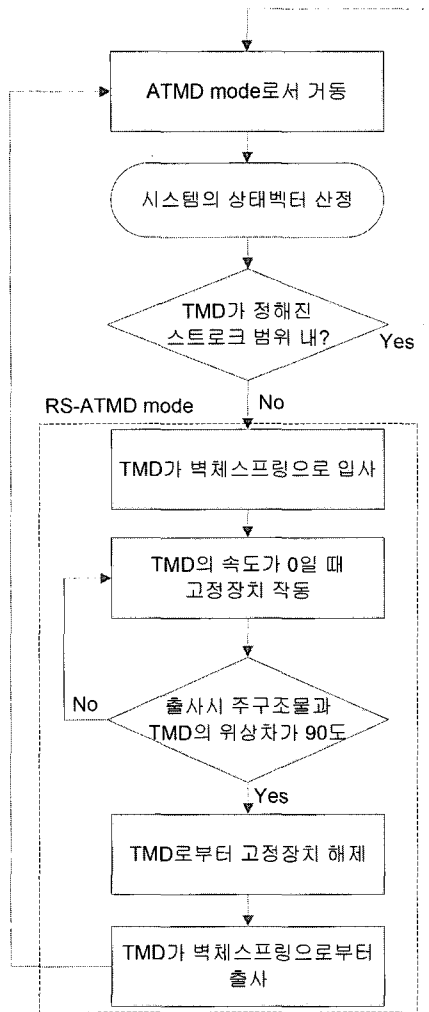 ATMD mode로서 거동
시스템의 상태벡터 산정
TMD가 정해진
스트로크 범위 내?
Yes
RS-ATMD mode
No
TMD가 벽체스프링으로 입사
TMD의 속도가 0일 때
고정장치 작동
No
출사시 주구조물과
TMD의 위상차가 90도
Yes
TMD로부터 고정장치 해제
TMD가 벽체스프링으로부터
출사